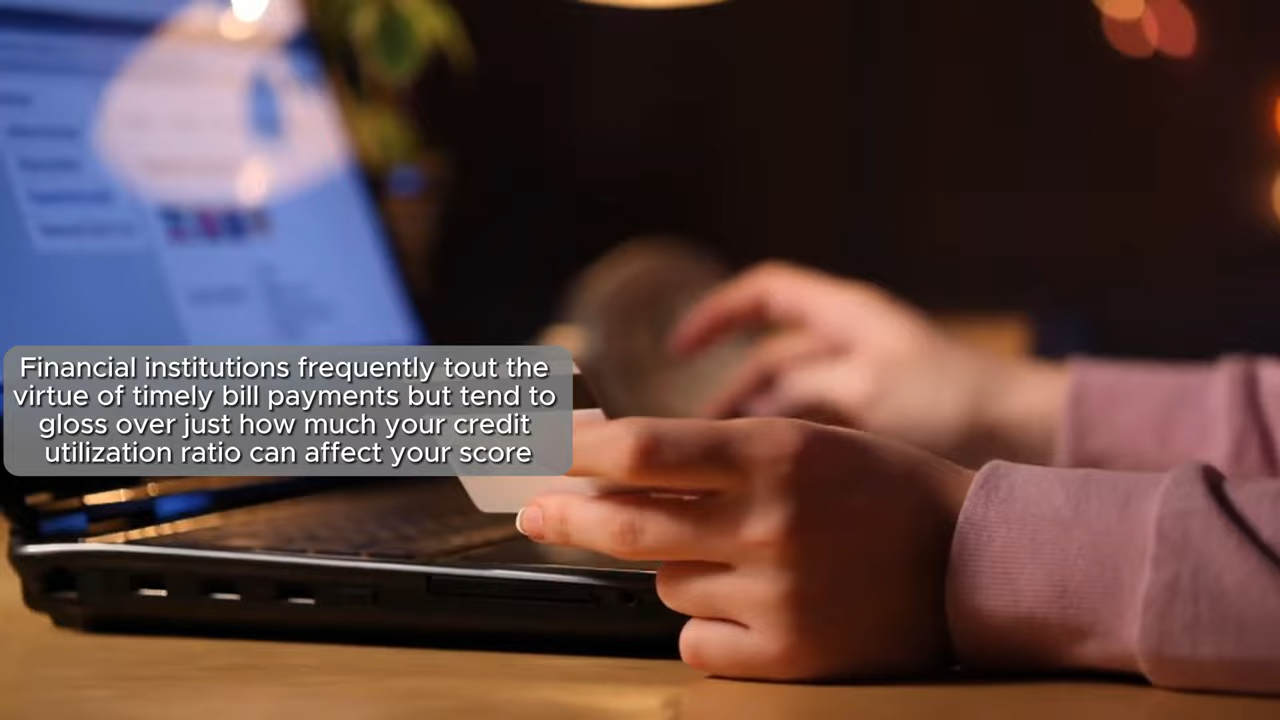 Financial institutions frequently tout the
virtue of timely bill payments but tend to
gloss over just how much your credit
utilization ratio can affect your score